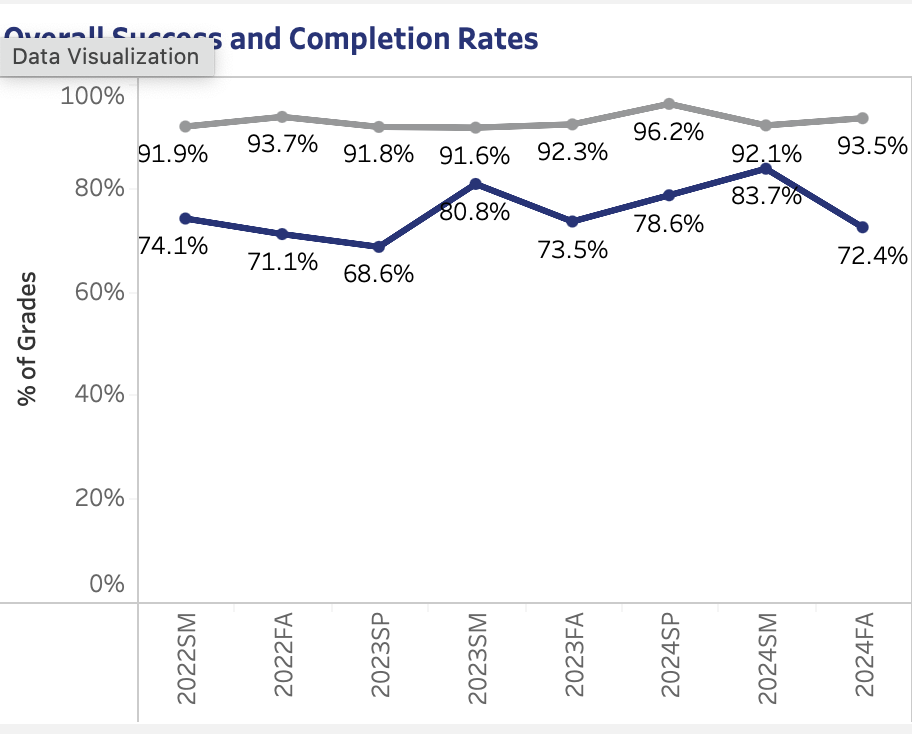 Overall Success and Completion Rates
Data Visualization
% of Grades
100%
80%
60%
40%
20%
0%
91.9%
93.7%
91.8%
91.6%
92.3%
96.2%
92.1%
93.5%
74.1%
71.1%
68.6%
80.8%
73.5%
78.6%
83.7%
72.4%
2022SM
2022FA
2023SP
2023SM
2023FA
2024SP
2024SM
2024FA